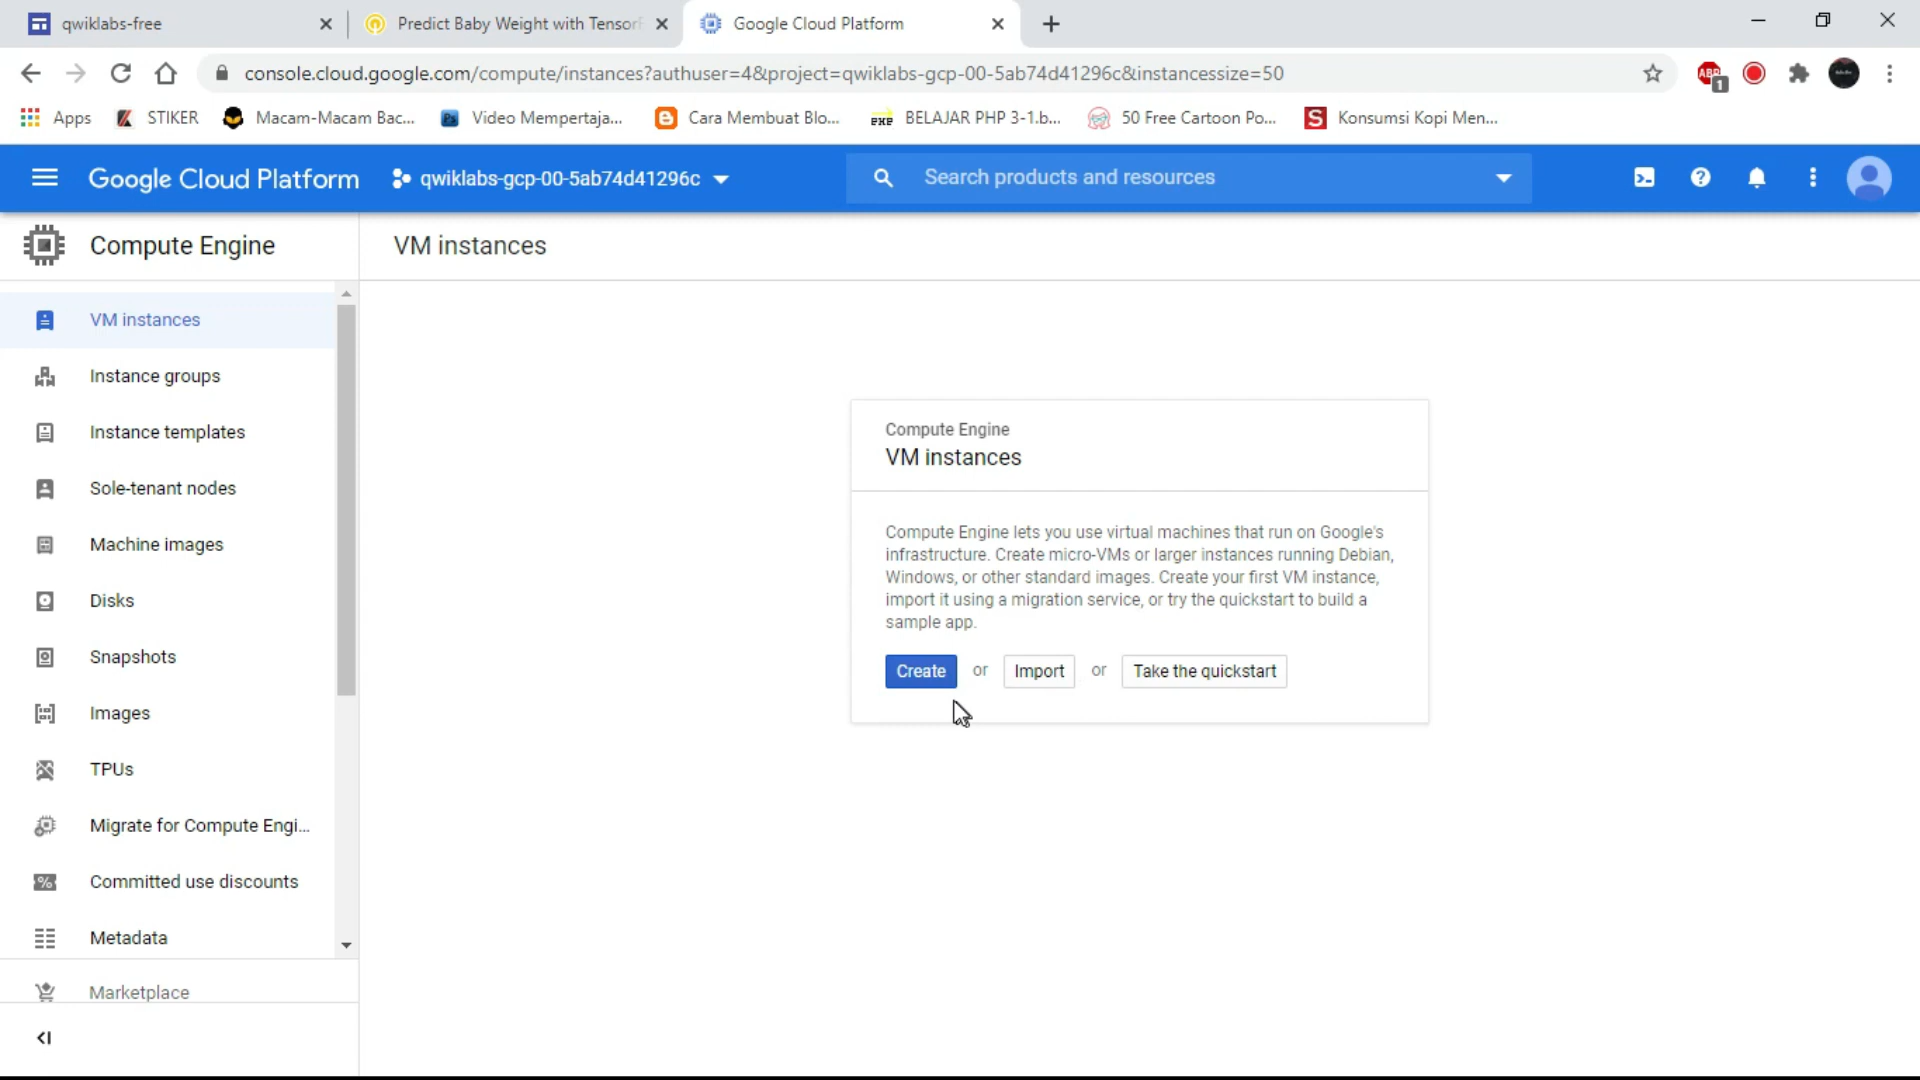 qwiklabs-free
Predict Baby Weight with Tensorf
Google Cloud Platform
console.cloud.google.com/compute/instances?authuser=4&project=qwiklabs-gcp-00-5ab74d41296c&instancessize=50
ABP
1
Apps
STIKER
Macam-Macam Bac...
Video Mempertaja...
Cara Membuat Blo...
BELAJAR PHP 3-1.b...
50 Free Cartoon Po...
Konsumsi Kopi Men...
Google Cloud Platform
qwiklabs-gcp-00-5ab74d41296c
Search products and resources
Compute Engine
VM instances
VM instances
Instance groups
Instance templates
Sole-tenant nodes
Machine images
Disks
Snapshots
Images
TPUs
Migrate for Compute Engi...
Committed use discounts
Metadata
Marketplace
Compute Engine
VM instances
Compute Engine lets you use virtual machines that run on Google's
infrastructure. Create micro-VMs or larger instances running Debian,
Windows, or other standard images. Create your first VM instance,
import it using a migration service, or try the quickstart to build a
sample app.
Create or Import or Take the quickstart